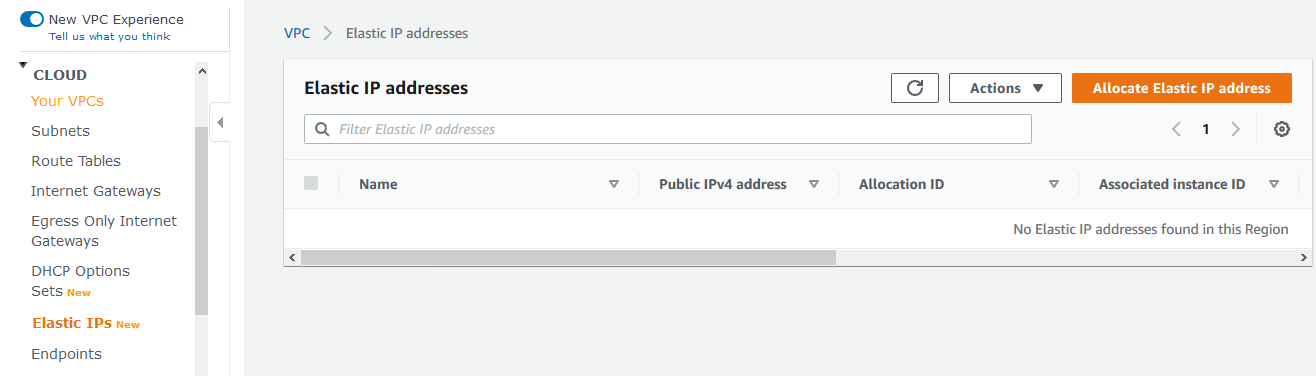 New VPC Experience
Tell us what you think
CLOUD
Your VPCs
Subnets
Route Tables
Internet Gateways
Egress Only Internet
Gateways
DHCP Options
Sets New
Elastic IPs New
Endpoints
VPC > Elastic IP addresses
Elastic IP addresses
Actions
Allocate Elastic IP address
Filter Elastic IP addresses
1
Name Public IPv4 address Allocation ID Associated instance ID
No Elastic IP addresses found in this Region